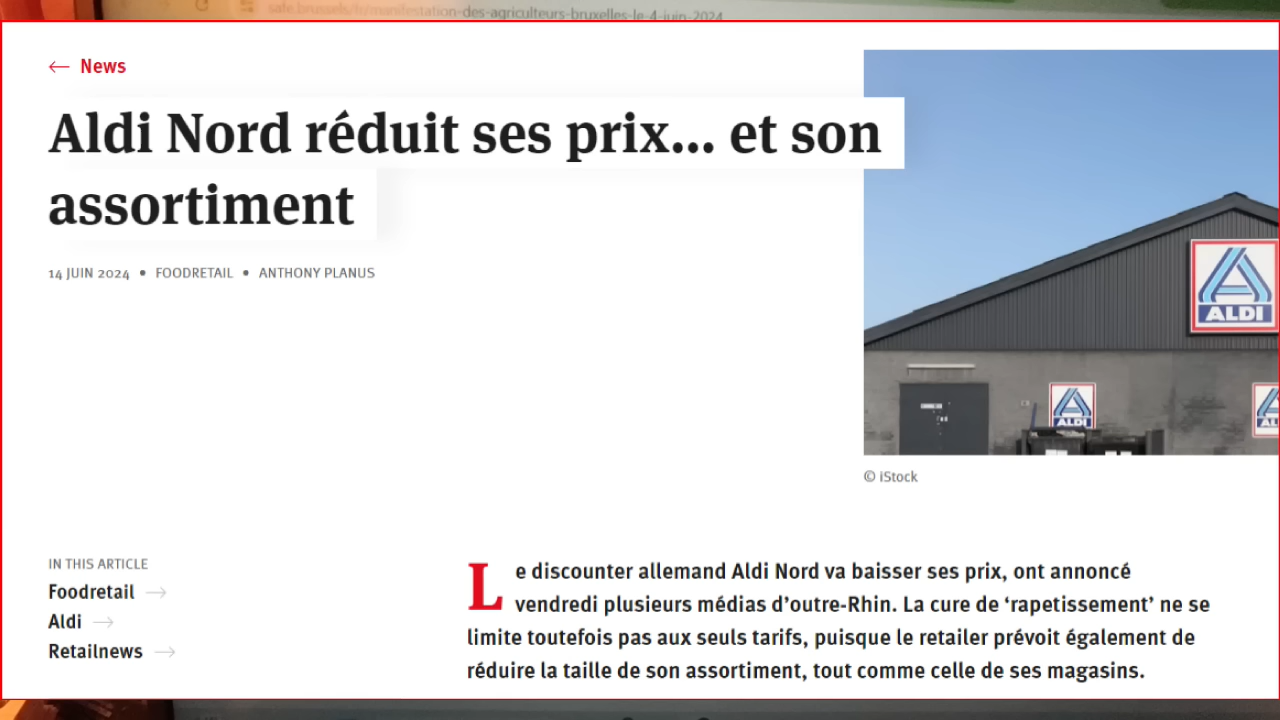 safe.brussels/fr/manifestation-des-agriculteurs-bruxelles-le-4-juin-2024
← News
Aldi Nord réduit ses prix... et son
assortiment
14 JUIN 2024 • FOODRETAIL • ANTHONY PLANUS
ALDI
ALDI
AL
© iStock
IN THIS ARTICLE
Foodretail →
Aldi →
Retailnews →
Le discounter allemand Aldi Nord va baisser ses prix, ont annoncé
vendredi plusieurs médias d’outre-Rhin. La cure de ‘rapetissement’ ne se
limite toutefois pas aux seuls tarifs, puisque le retailer prévoit également de
réduire la taille de son assortiment, tout comme celle de ses magasins.